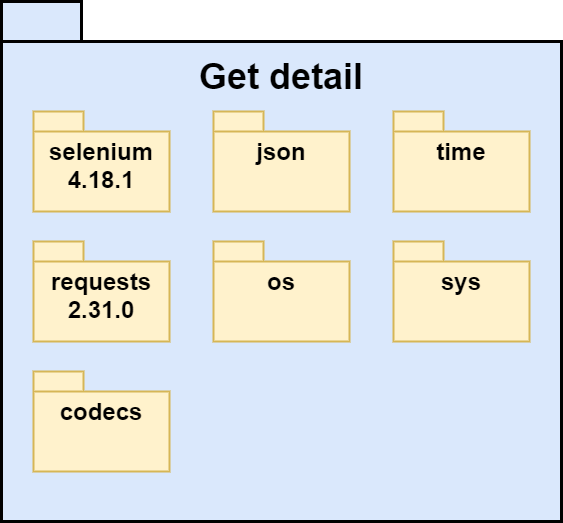 Get detail
selenium
4.18.1
json
time
requests
2.31.0
os
sys
codecs